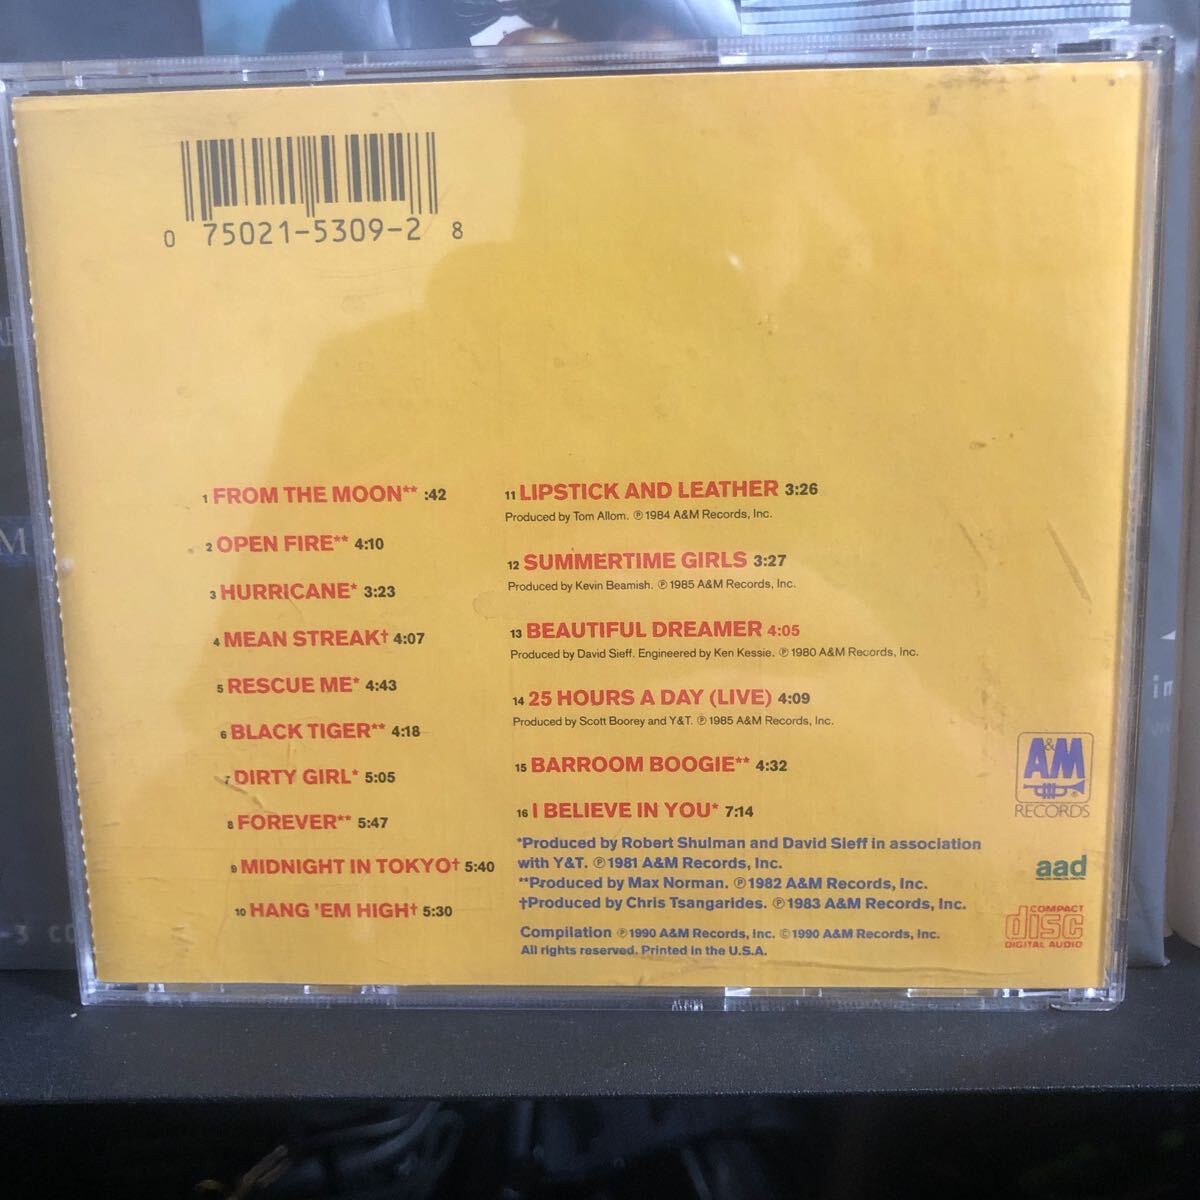 0 75021-5309-2 8
1 FROM THE MOON** :42
2 OPEN FIRE** 4:10
3 HURRICANE* 3:23
4 MEAN STREAK† 4:07
5 RESCUE ME* 4:43
6 BLACK TIGER** 4:18
7 DIRTY GIRL* 5:05
8 FOREVER** 5:47
9 MIDNIGHT IN TOKYO† 5:40
10 HANG 'EM HIGH† 5:30
11 LIPSTICK AND LEATHER 3:26
Produced by Tom Allom. ℗1984 A&M Records, Inc.
12 SUMMERTIME GIRLS 3:27
Produced by Kevin Beamish. ℗ 1985 A&M Records, Inc.
13 BEAUTIFUL DREAMER 4:05
Produced by David Sieff. Engineered by Ken Kessie. ℗1980 A&M Records, Inc.
14 25 HOURS A DAY (LIVE) 4:09
Produced by Scott Boorey and Y&T. ℗ 1985 A&M Records, Inc.
15 BARROOM BOOGIE** 4:32
16 I BELIEVE IN YOU* 7:14
*Produced by Robert Shulman and David Sieff in association
with Y&T. ℗1981 A&M Records, Inc.
**Produced by Max Norman. ℗1982 A&M Records, Inc.
†Produced by Chris Tsangarides. ℗1983 A&M Records, Inc.
Compilation ℗1990 A&M Records, Inc. ©1990 A&M Records, Inc.
All rights reserved. Printed in the U.S.A.
A&M
RECORDS
aad
COMPACT
disc
DIGITAL AUDIO